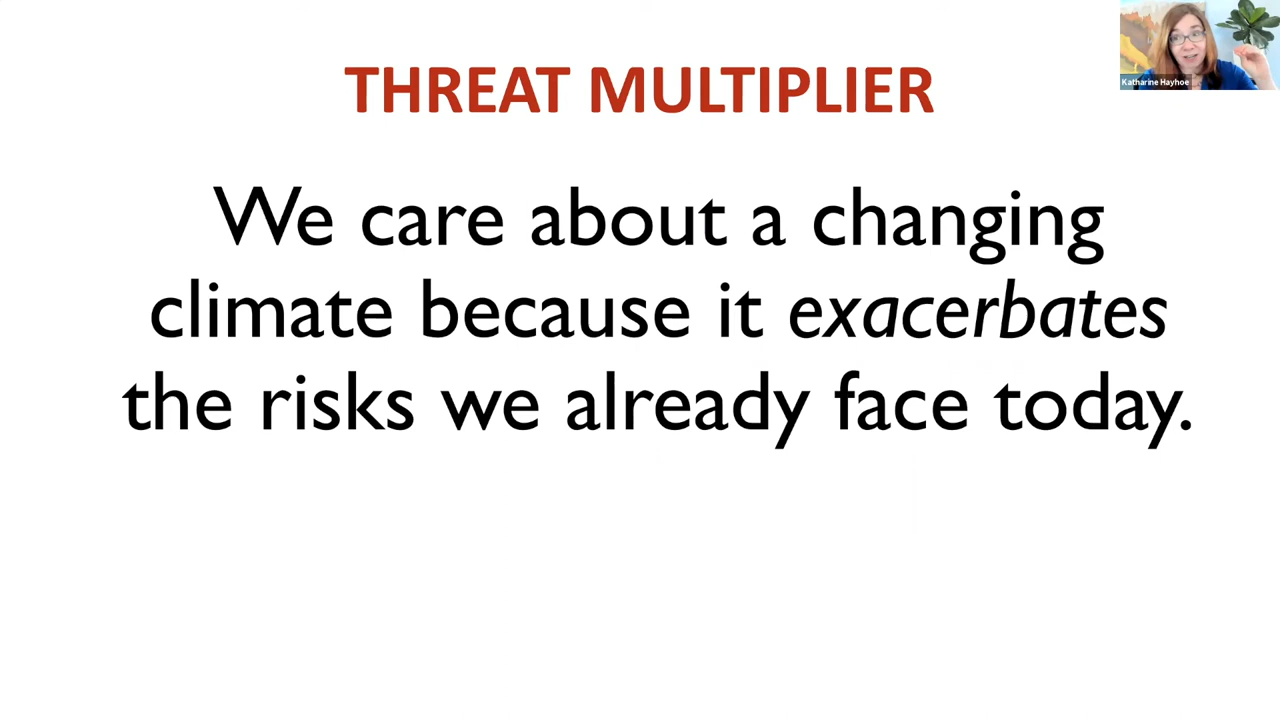 THREAT MULTIPLIER
Katharine Hayhoe
We care about a changing
climate because it exacerbates
the risks we already face today.